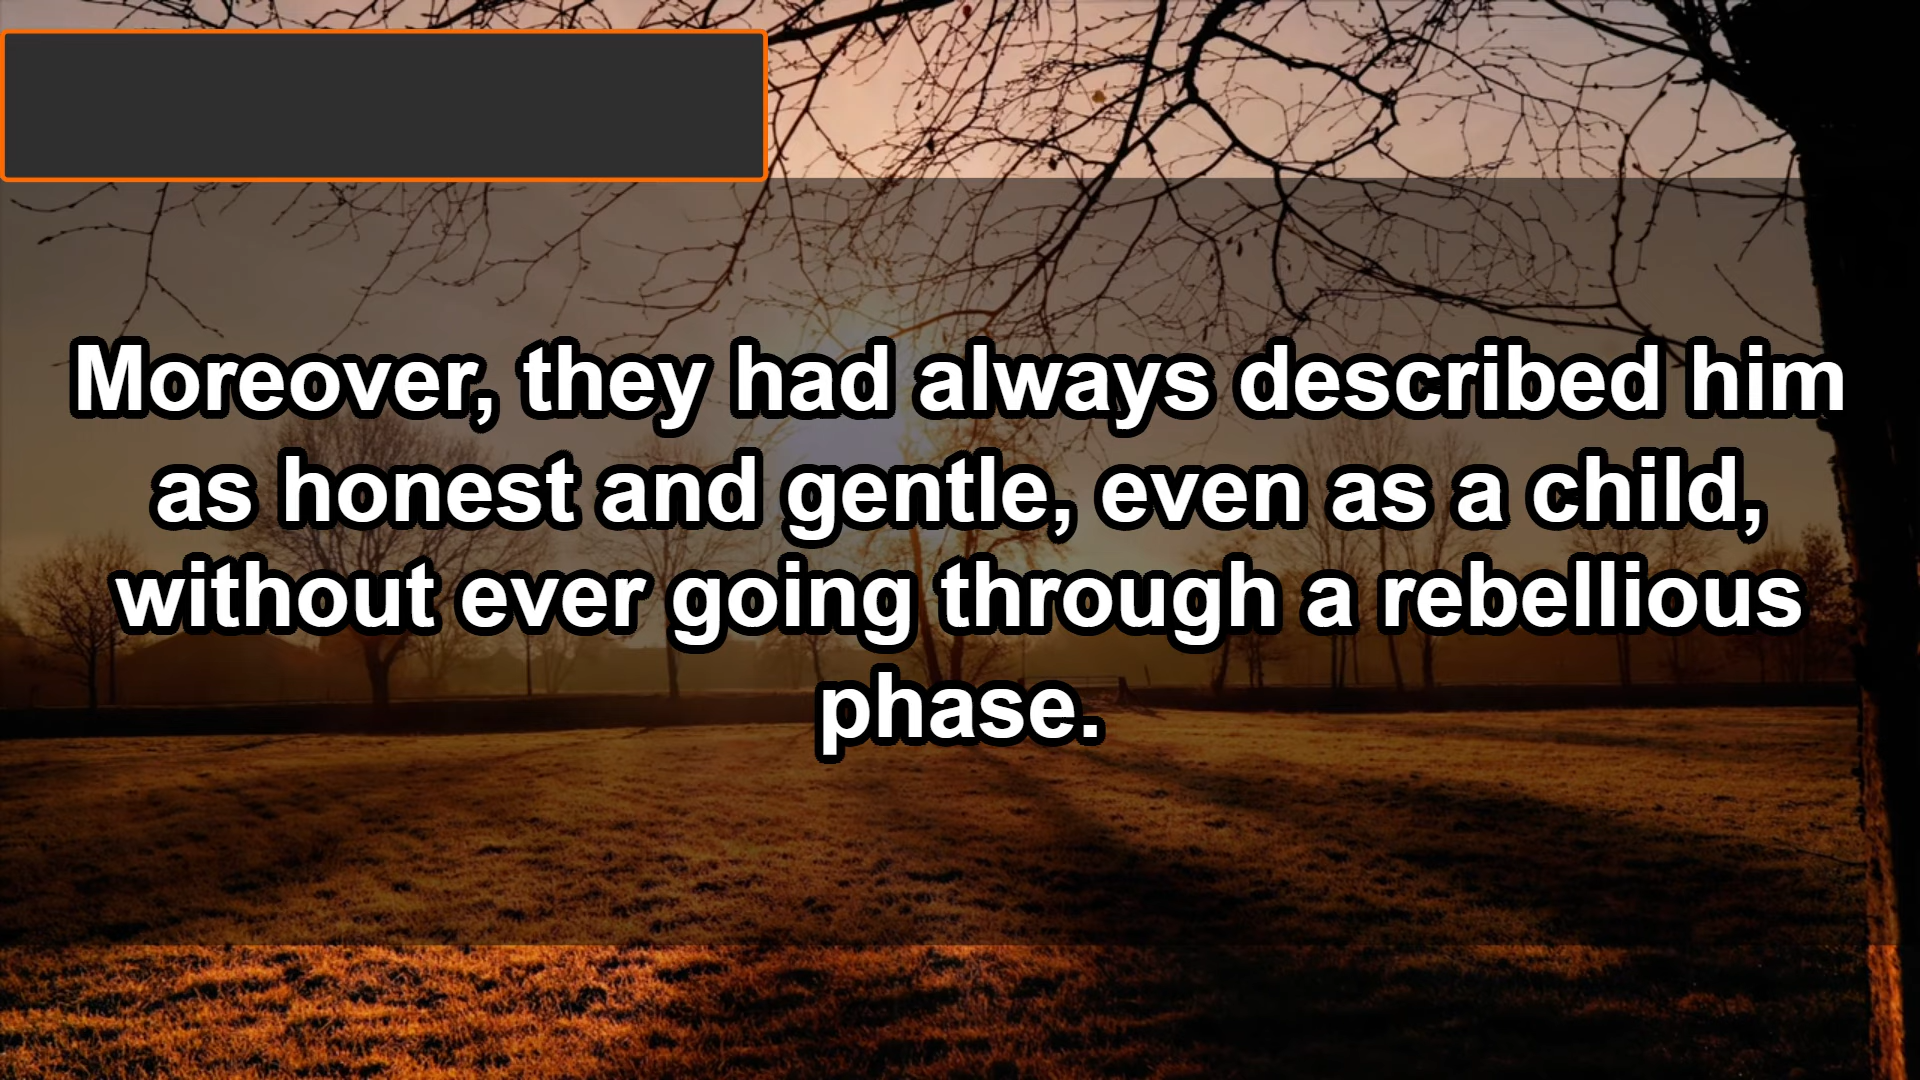 Moreover, they had always described him
as honest and gentle, even as a child,
without ever going through a rebellious
phase.